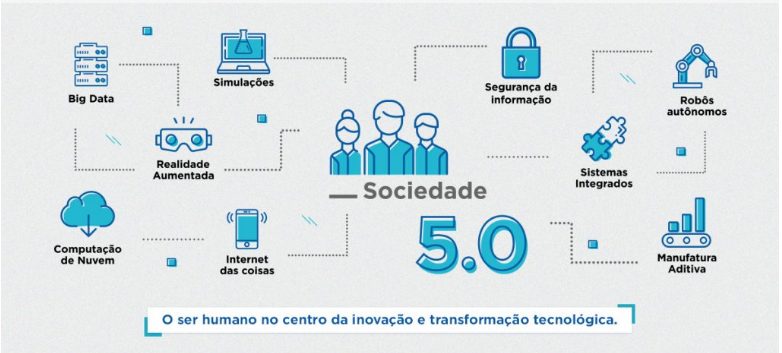 Big Data
Simulações
Segurança da
informação
Robôs
autônomos
Realidade
Aumentada
Sistemas
Integrados
Sociedade
5.0
Computação
de Nuvem
Internet
das coisas
Manufatura
Aditiva
O ser humano no centro da inovação e transformação tecnológica.